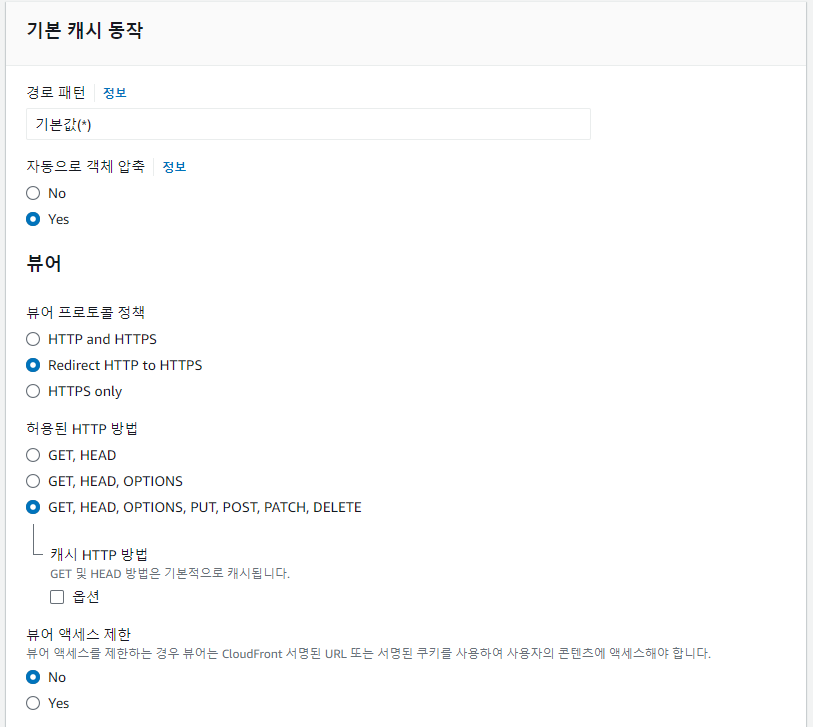 기본 캐시 동작
경로 패턴 정보
기본값(*)
자동으로 객체 압축 정보
No
Yes
뷰어
뷰어 프로토콜 정책
HTTP and HTTPS
Redirect HTTP to HTTPS
HTTPS only
허용된 HTTP 방법
GET, HEAD
GET, HEAD, OPTIONS
GET, HEAD, OPTIONS, PUT, POST, PATCH, DELETE
캐시 HTTP 방법
GET 및 HEAD 방법은 기본적으로 캐시됩니다.
옵션
뷰어 액세스 제한
뷰어 액세스를 제한하는 경우 뷰어는 CloudFront 서명된 URL 또는 서명된 쿠키를 사용하여 사용자의 콘텐츠에 액세스해야 합니다.
No
Yes